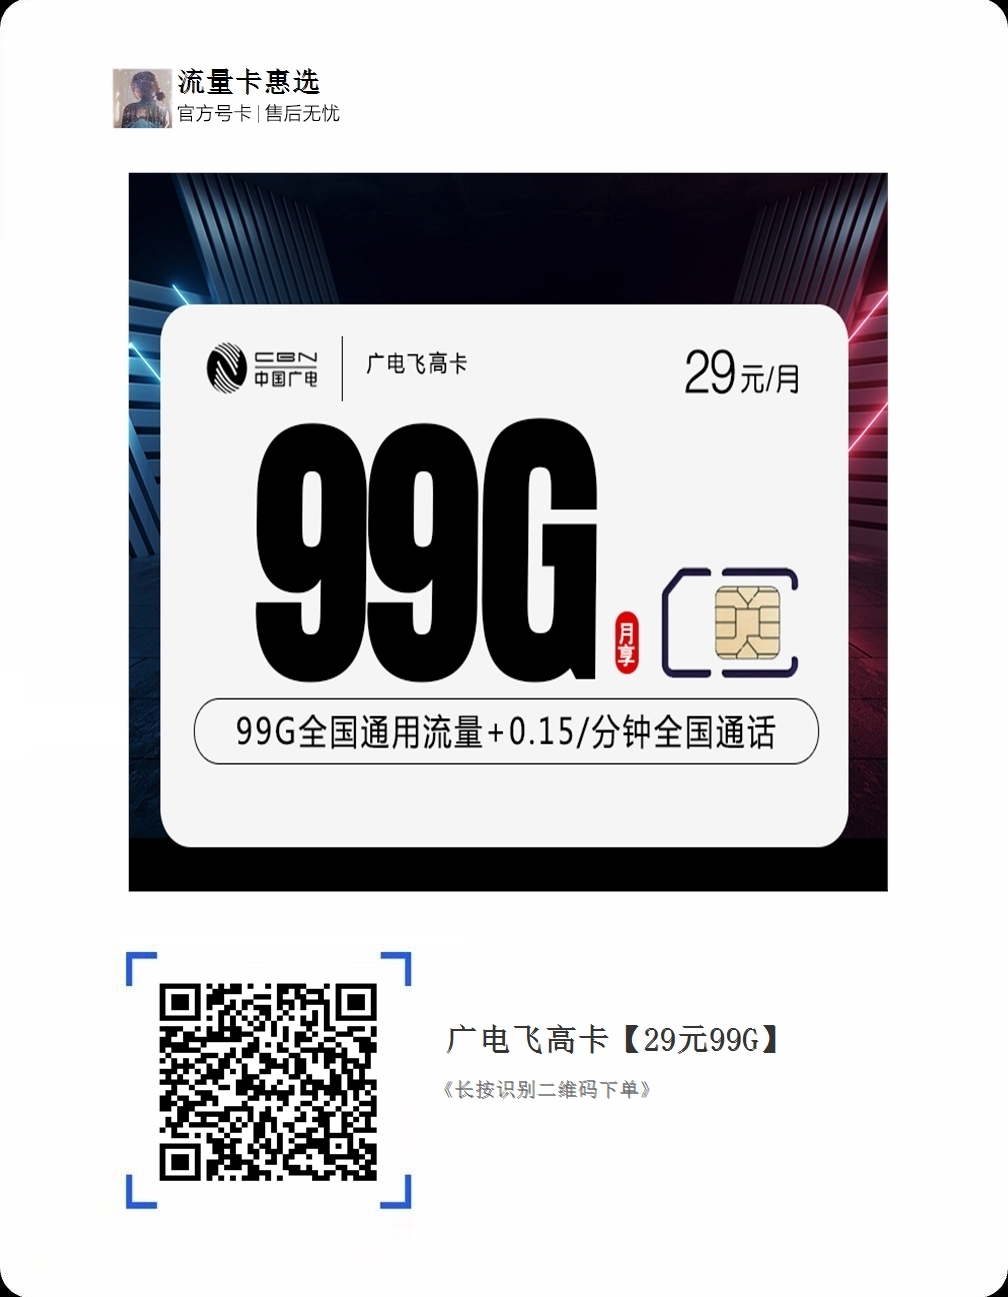 流量卡惠选
官方号卡|售后无忧
CBN
中国广电
广电飞高卡
29元/月
99G
月享
99G全国通用流量+0.15/分钟全国通话
广电飞高卡【29元99G】
《长按识别二维码下单》